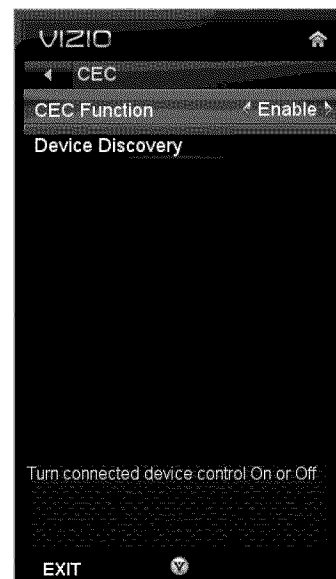 VIZIO
CEC
CEC Function Enable
Device Discovery
Turn connected device control On or Off
EXIT